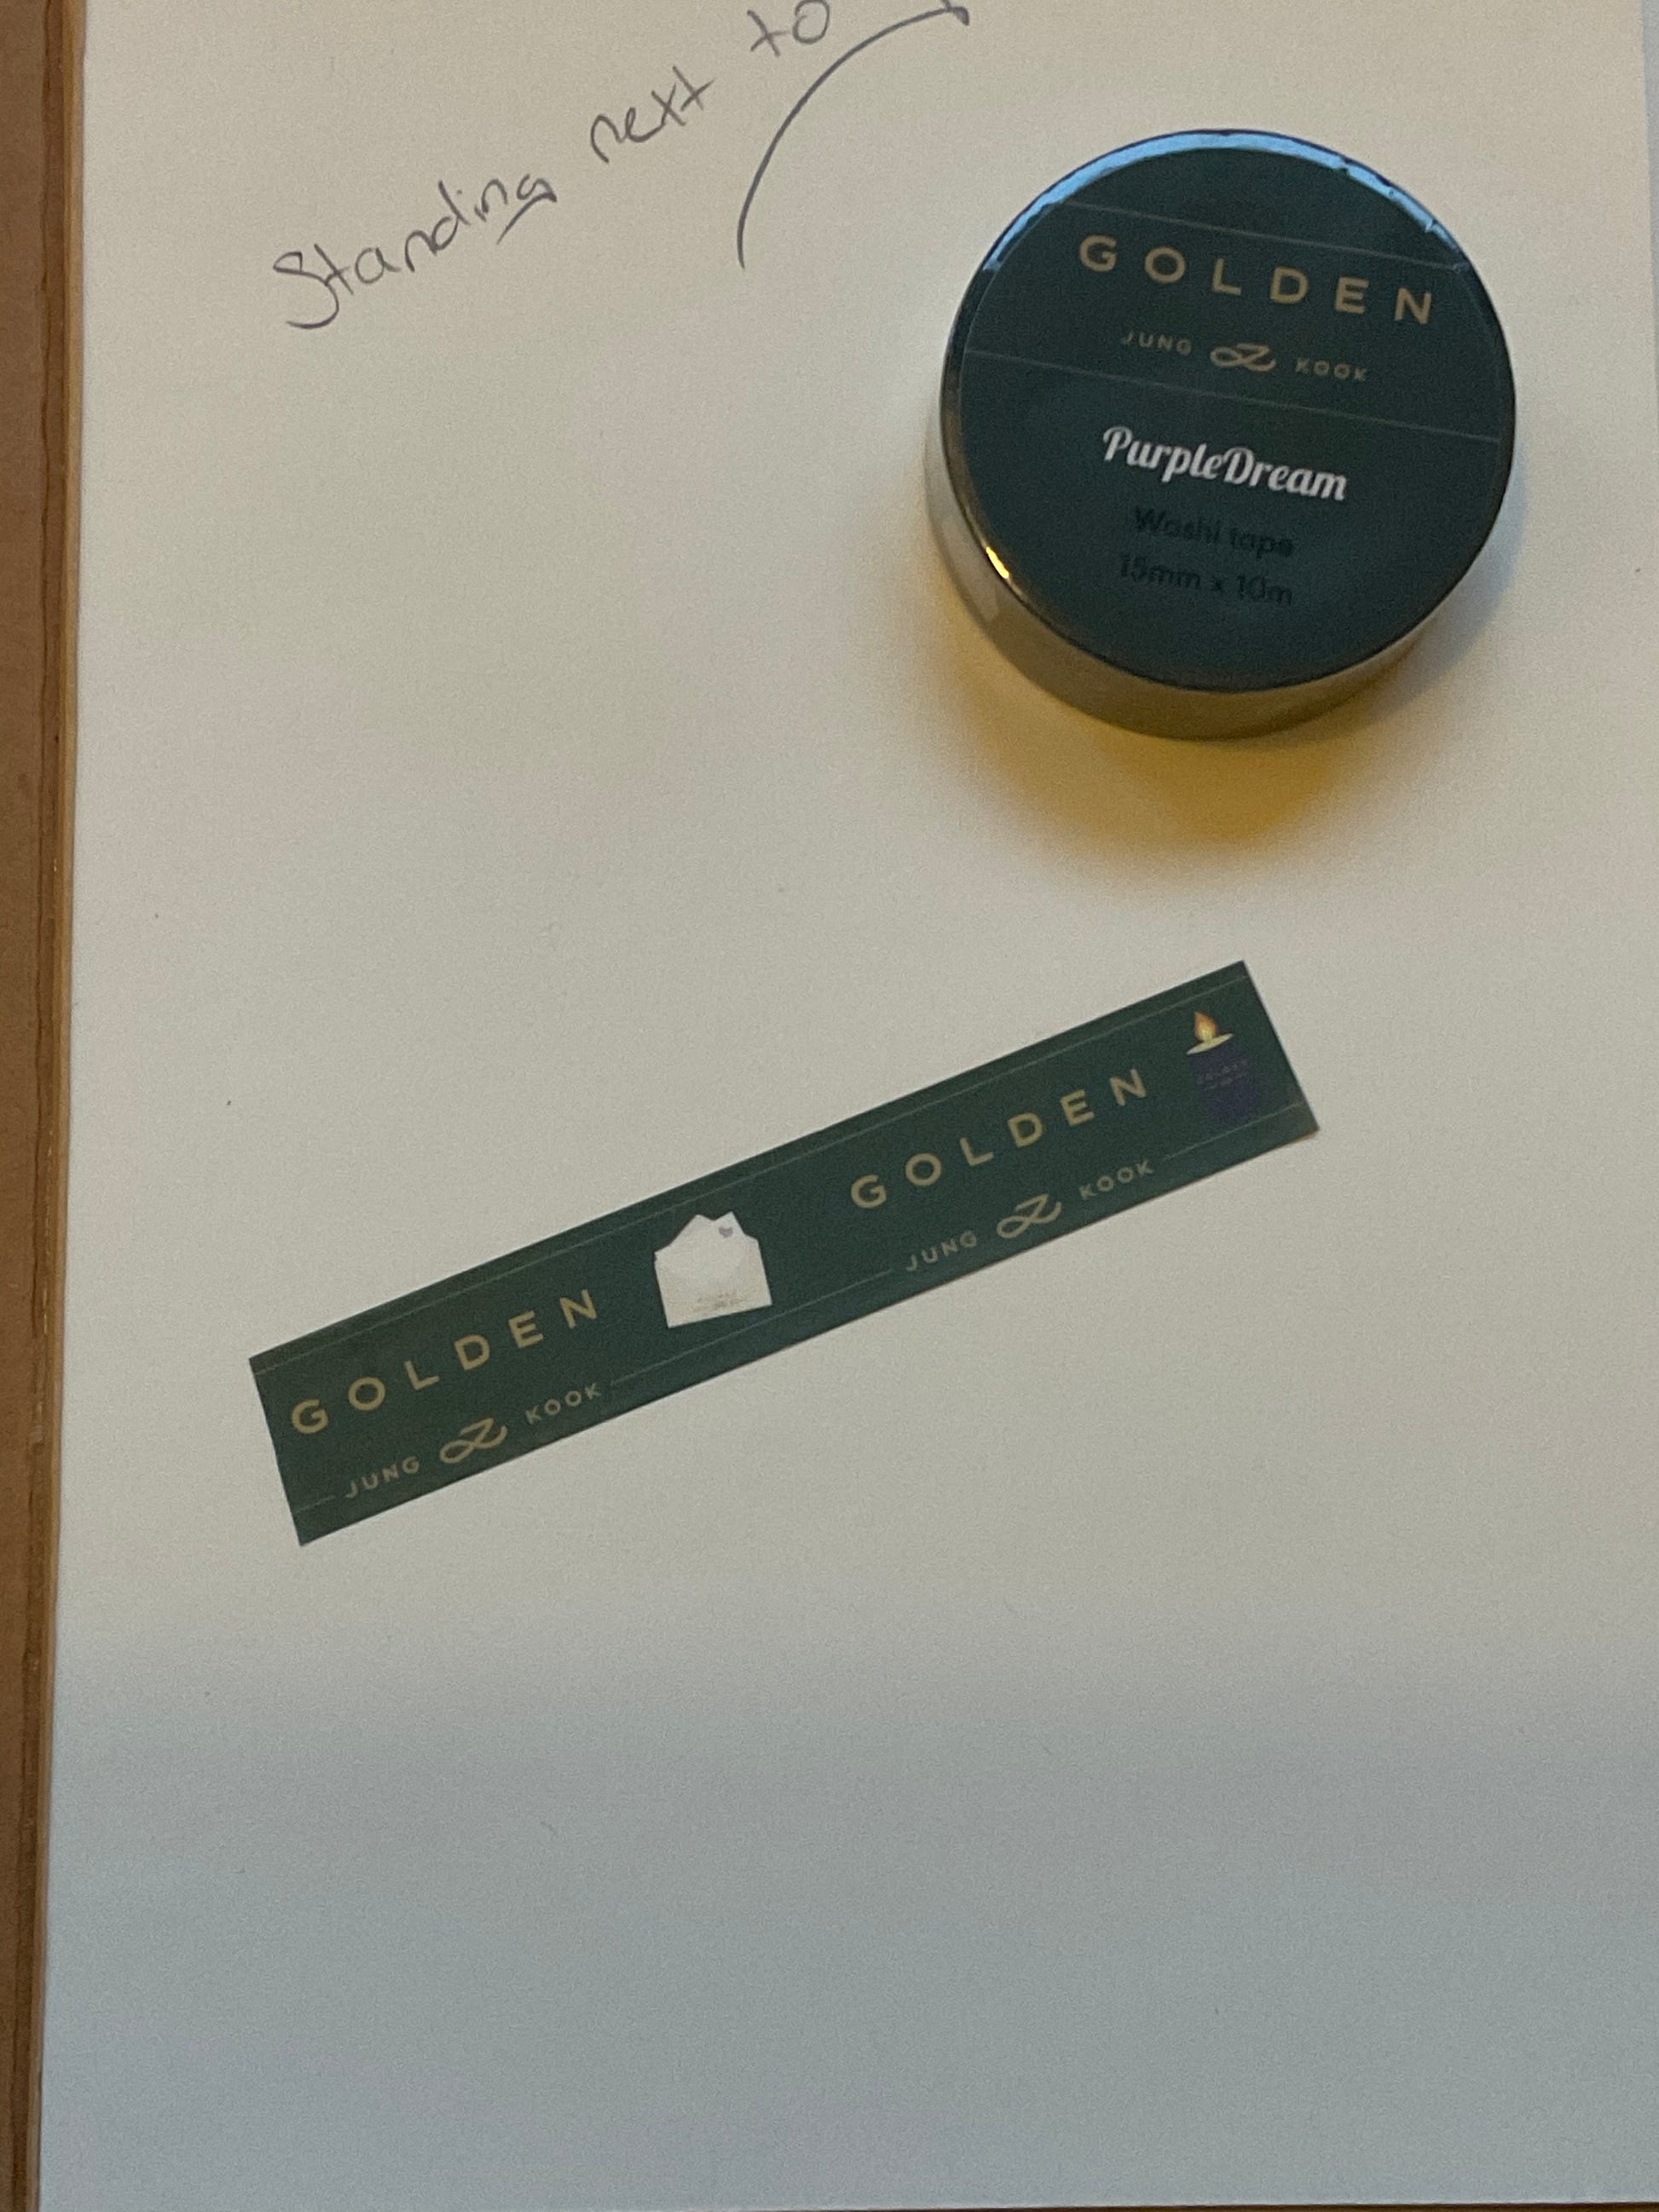 Standing next to
GOLDEN
JUNG KOOK
PurpleDream
Washi tape
15mm x 10m
GOLDEN GOLDEN
JUNG KOOK JUNG KOOK